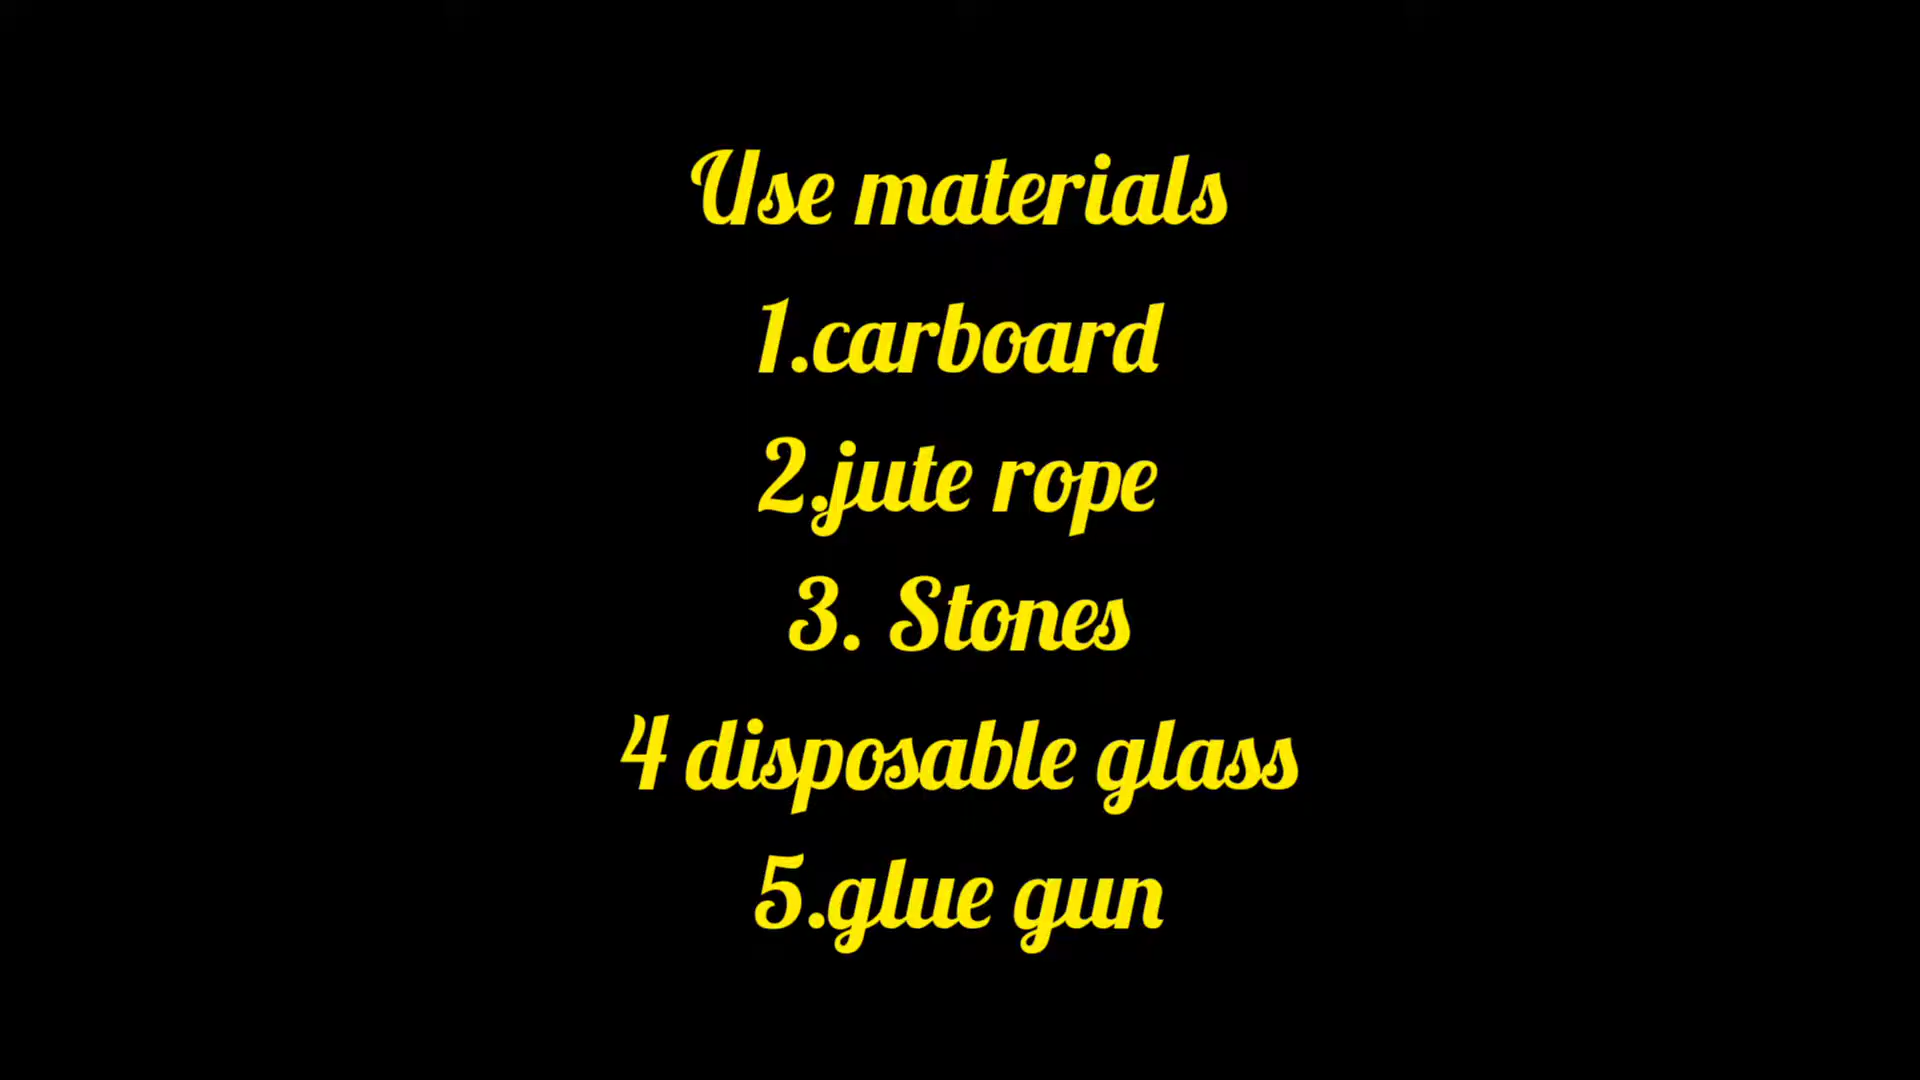 Use materials
1.carboard
2.jute rope
3. Stones
4 disposable glass
5.glue gun